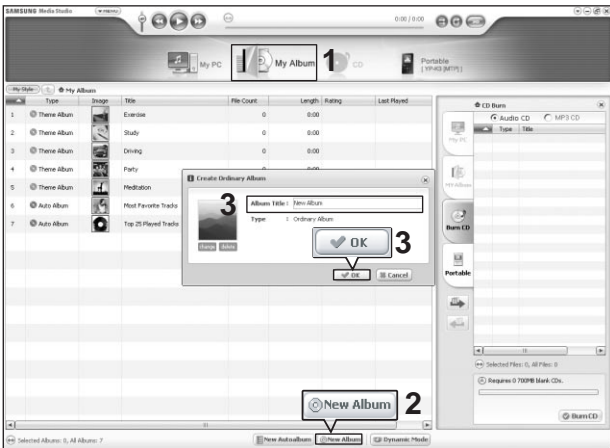 SAMSUNG Media Studio
<MENU>
0:00 / 0:00
My PC
My Album
1
CD
Portable
[YP-K3 (MTP)]
My Style
My Album
Type Image Title File Count Length Rating Last Played
1 Theme Album Exercise 0 0:00
2 Theme Album Study 0 0:00
3 Theme Album Driving 0 0:00
4 Theme Album Party 0 0:00
5 Theme Album Meditation
6 Auto Album Most Favorite Tracks
7 Auto Album Top 25 Played Tracks
Create Ordinary Album
3
Album Title : New Album
Type : Ordinary Album
change delete
OK
3
OK Cancel
CD Burn
Audio CD MP3 CD
Type Title
My PC
MY Album
Burn CD
Portable
Selected Files: 0, All Files: 0
Requires 0 700MB blank CDs.
Burn CD
New Album
2
Selected Albums: 0, All Albums: 7
New Autoalbum New Album Dynamic Mode